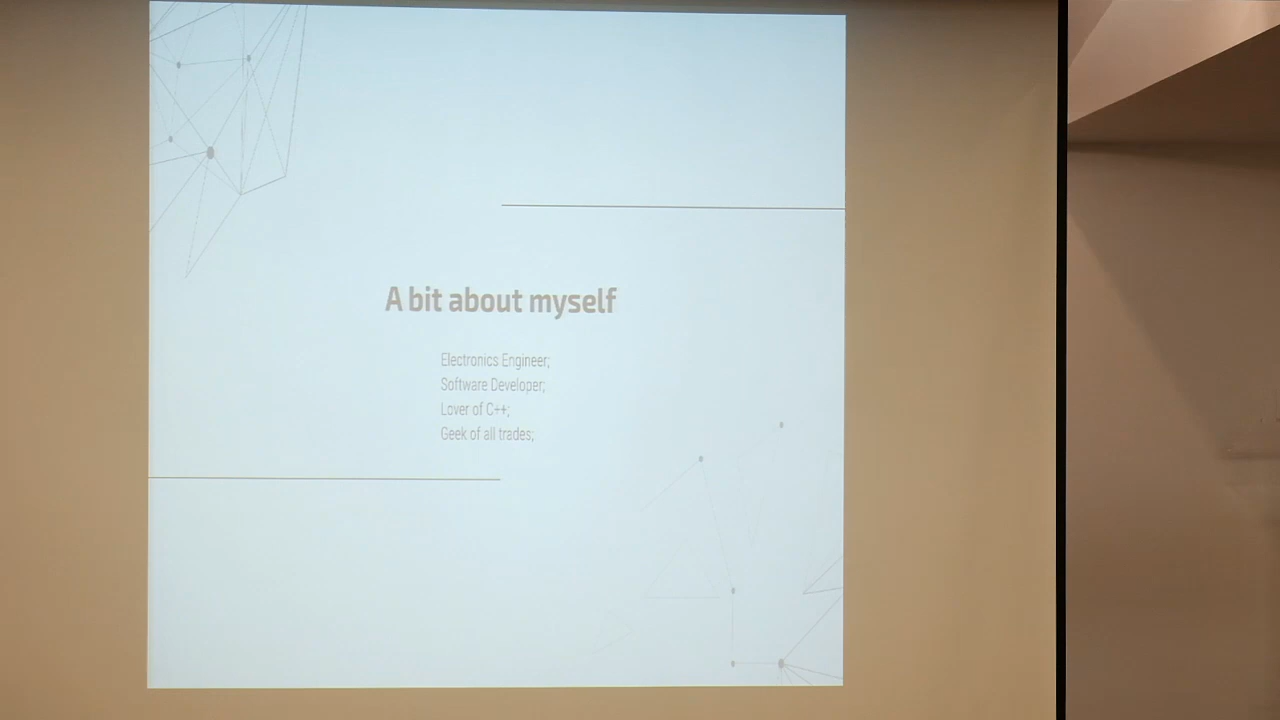 A bit about myself
Electronics Engineer;
Software Developer;
Lover of C++;
Geek of all trades;